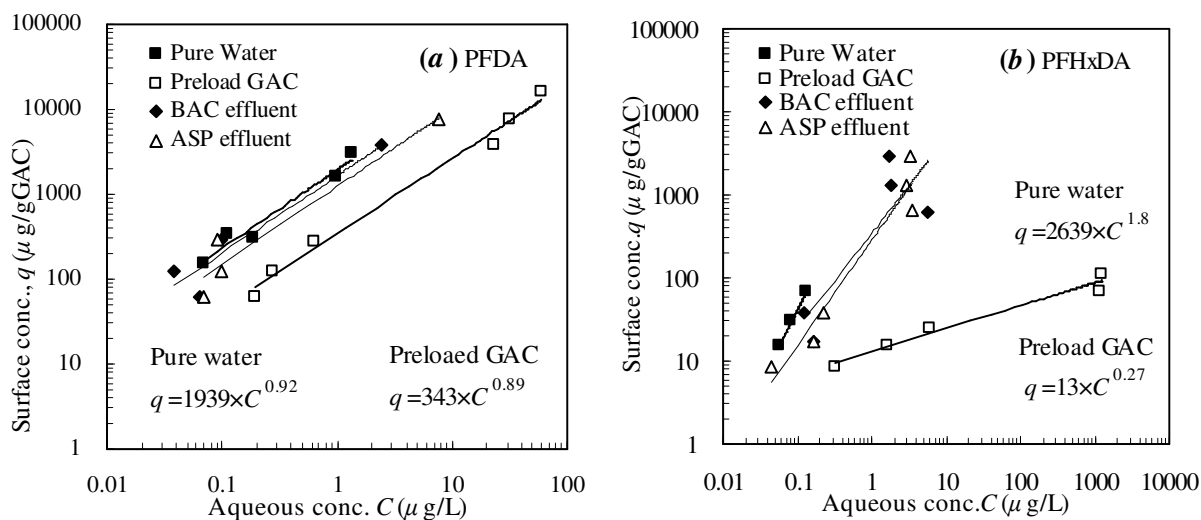 Surface conc., q (μ g/gGAC)
100000
10000
1000
100
10
1
(a) PFDA
Pure Water
Preload GAC
BAC effluent
ASP effluent
Pure water
q =1939×C^0.92
Preloaed GAC
q =343×C^0.89
0.01 0.1 1 10 100
Aqueous conc. C (μ g/L)
Surface conc.q (μ g/gGAC)
100000
10000
1000
100
10
1
(b) PFHxDA
Pure Water
Preload GAC
BAC effluent
ASP effluent
Pure water
q =2639×C^1.8
Preload GAC
q =13×C^0.27
0.01 0.1 1 10 100 1000 10000
Aqueous conc.C (μ g/L)